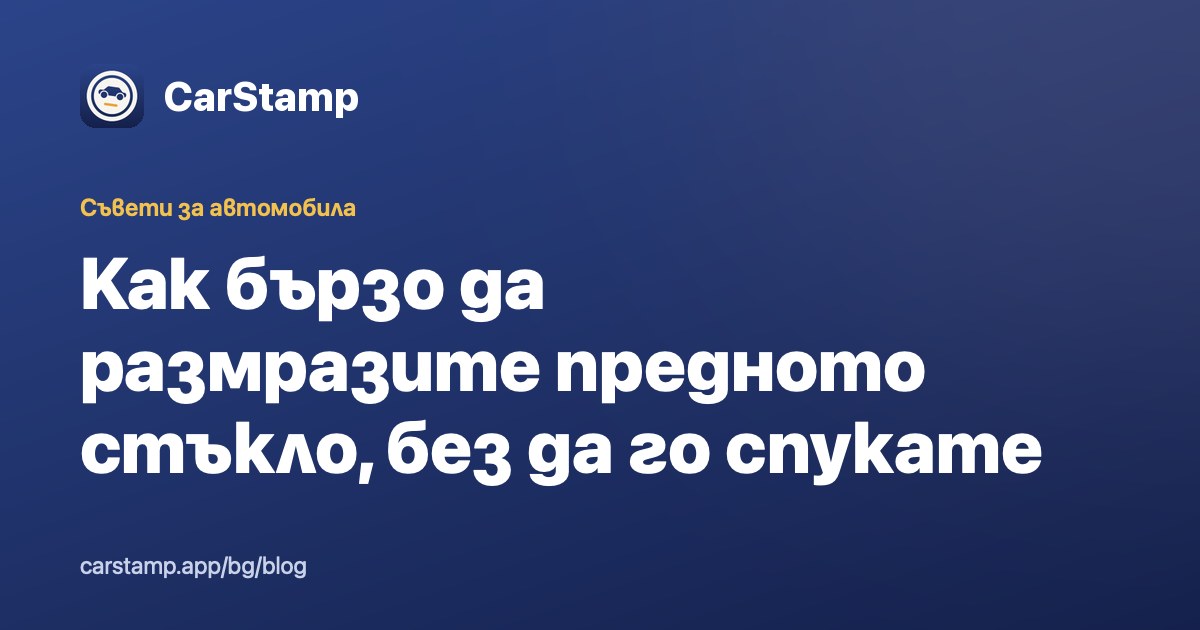 CarStamp
Съвети за автомобила
Как бързо да
размразите предното
стъкло, без да го спукате
carstamp.app/bg/blog